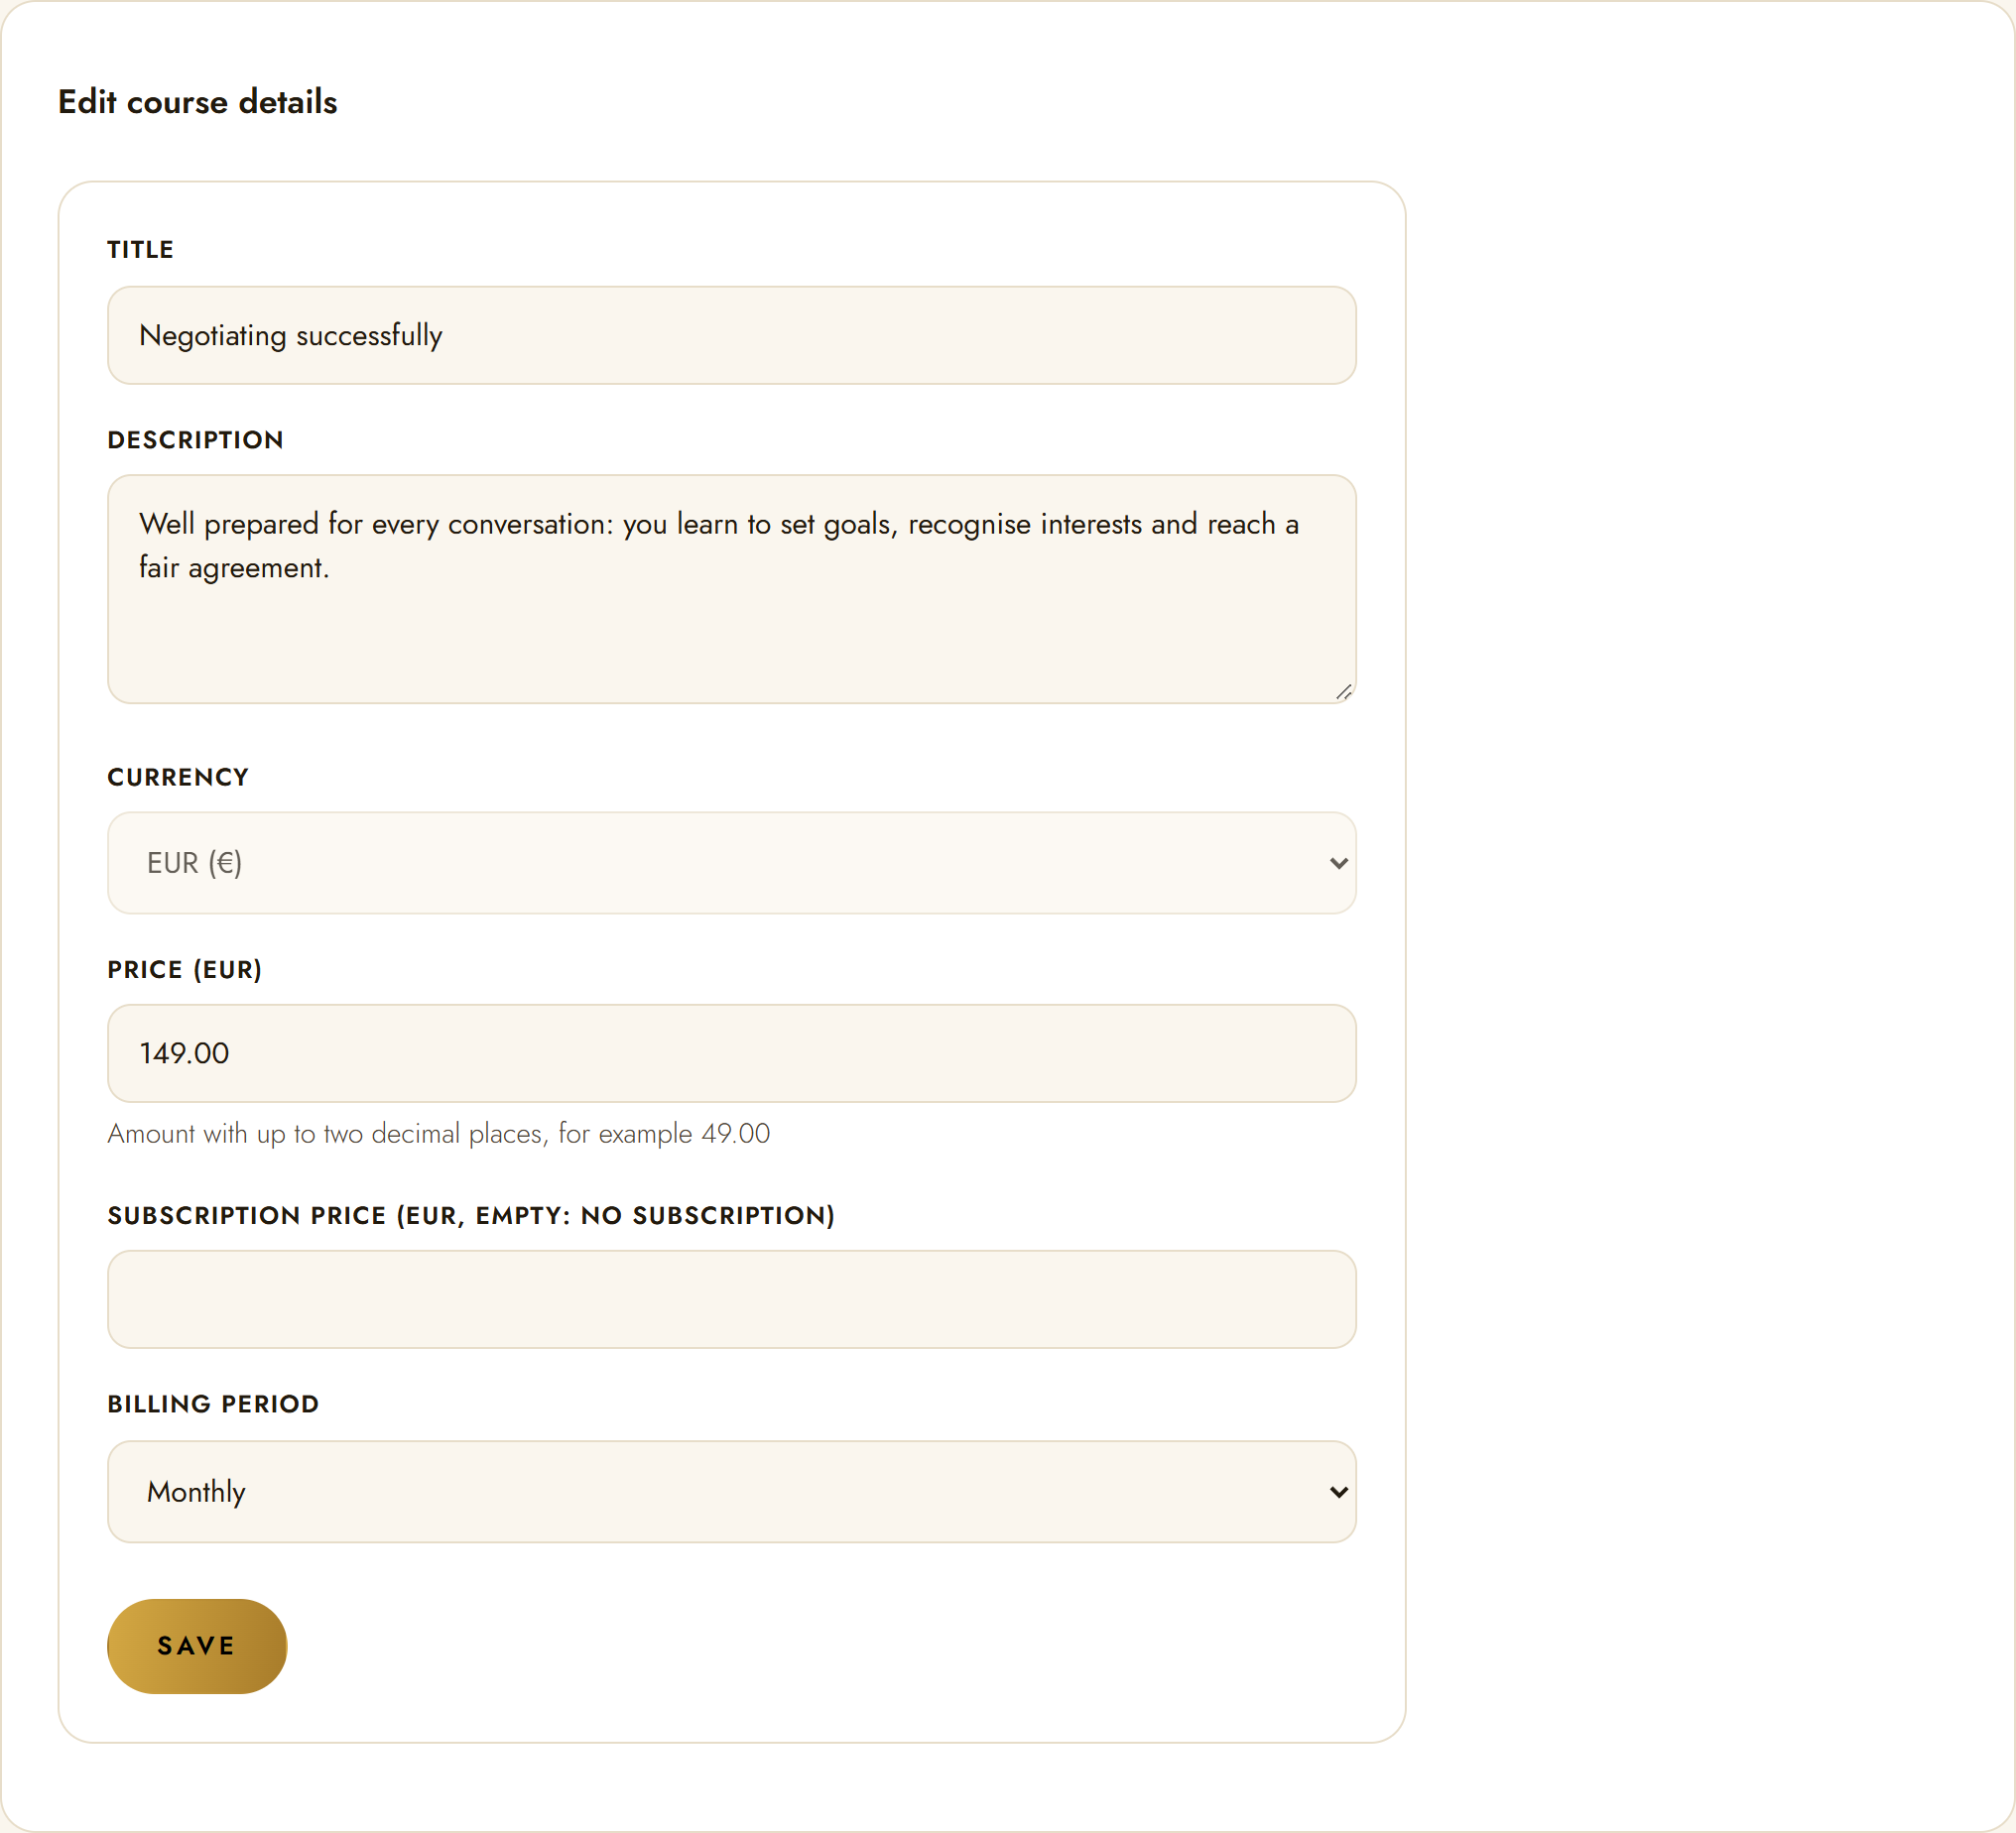 Edit course details
TITLE
Negotiating successfully
DESCRIPTION
Well prepared for every conversation: you learn to set goals, recognise interests and reach a
fair agreement.
CURRENCY
EUR (€)
PRICE (EUR)
149.00
Amount with up to two decimal places, for example 49.00
SUBSCRIPTION PRICE (EUR, EMPTY: NO SUBSCRIPTION)
BILLING PERIOD
Monthly
SAVE